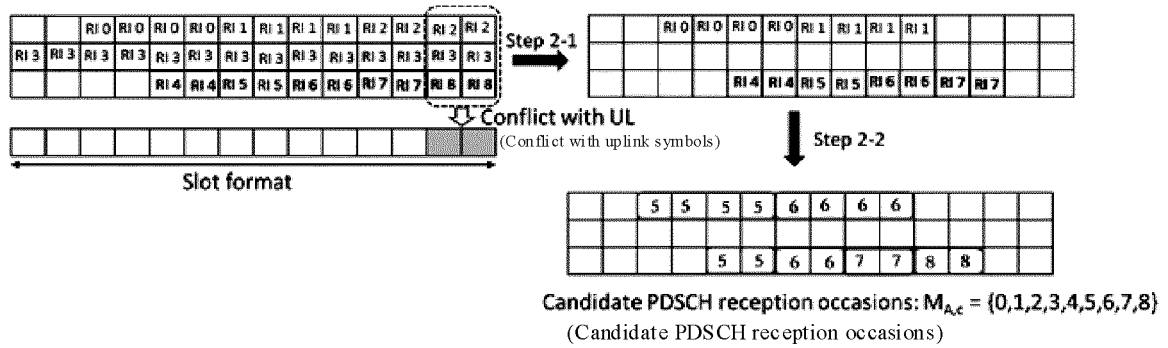 RI 0 RI 0 RI 0 RI 0 RI 1 RI 1 RI 1 RI 1 RI 2 RI 2 RI 2 RI 2
RI 3 RI 3 RI 3 RI 3 RI 3 RI 3 RI 3 RI 3 RI 3 RI 3 RI 3 RI 3 RI 3 RI 3
RI 4 RI 4 RI 5 RI 5 RI 6 RI 6 RI 7 RI 7 RI 8 RI 8
Step 2-1
RI 0 RI 0 RI 0 RI 0 RI 1 RI 1 RI 1 RI 1
RI 4 RI 4 RI 5 RI 5 RI 6 RI 6 RI 7 RI 7
Conflict with UL
(Conflict with uplink symbols)
Slot format
Step 2-2
5 5 5 5 6 6 6 6
5 5 6 6 7 7 8 8
Candidate PDSCH reception occasions: M_A,c = {0,1,2,3,4,5,6,7,8}
(Candidate PDSCH reception occasions)